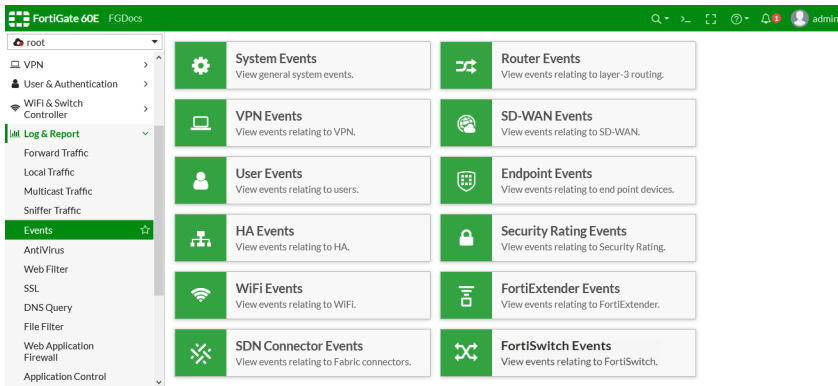 FortiGate 60E FGDocs
1 admin
root
VPN
User & Authentication
WiFi & Switch
Controller
Log & Report
Forward Traffic
Local Traffic
Multicast Traffic
Sniffer Traffic
Events
AntiVirus
Web Filter
SSL
DNS Query
File Filter
Web Application
Firewall
Application Control
System Events
View general system events.
Router Events
View events relating to layer-3 routing.
VPN Events
View events relating to VPN.
SD-WAN Events
View events relating to SD-WAN.
User Events
View events relating to users.
Endpoint Events
View events relating to end point devices.
HA Events
View events relating to HA.
Security Rating Events
View events relating to Security Rating.
WiFi Events
View events relating to WiFi.
FortiExtender Events
View events relating to FortiExtender.
SDN Connector Events
View events relating to Fabric connectors.
FortiSwitch Events
View events relating to FortiSwitch.